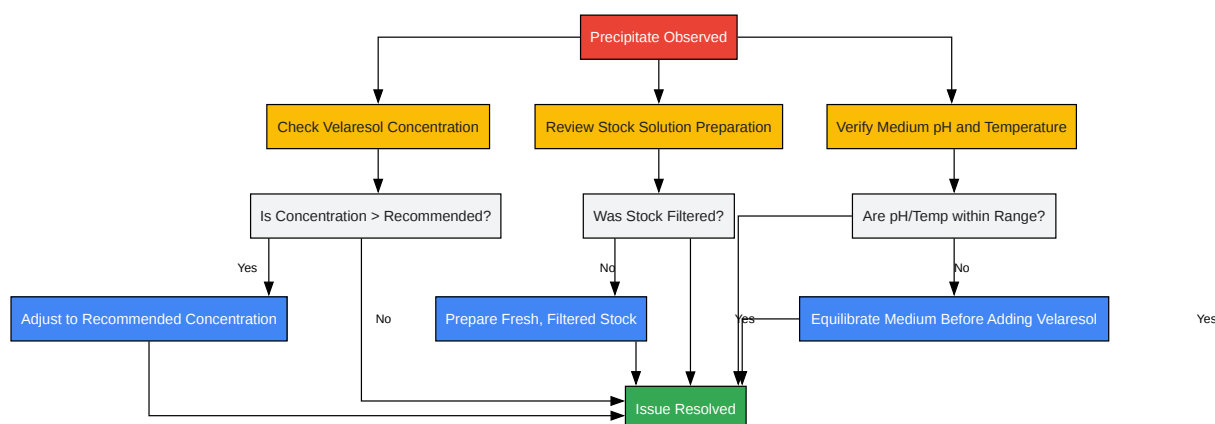 Precipitate Observed
Check Velaresol Concentration
Review Stock Solution Preparation
Verify Medium pH and Temperature
Is Concentration > Recommended?
Was Stock Filtered?
Are pH/Temp within Range?
Yes
No
No
Adjust to Recommended Concentration
No
Prepare Fresh, Filtered Stock
Yes
Equilibrate Medium Before Adding Velaresol
Yes
Issue Resolved